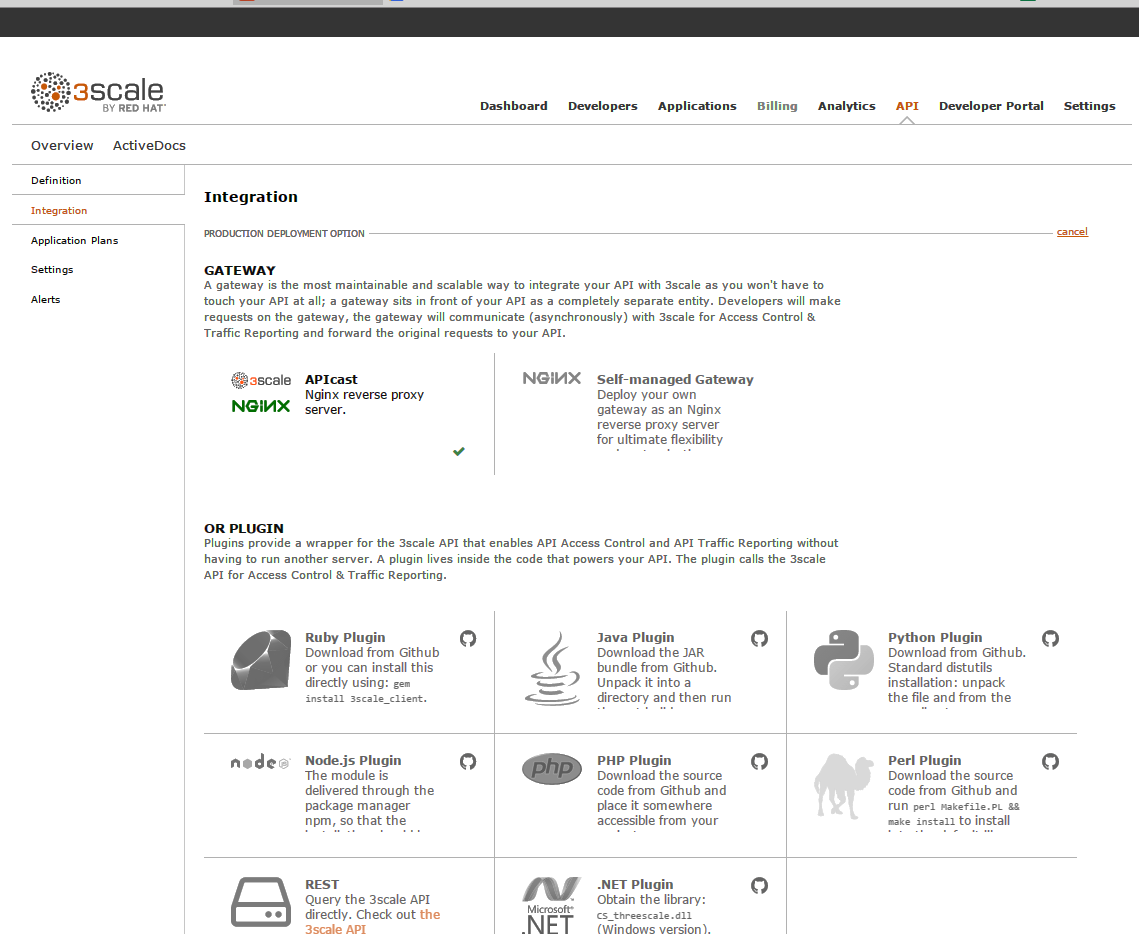 3scale
BY RED HAT
Dashboard Developers Applications Billing Analytics API Developer Portal Settings
Overview ActiveDocs
Definition
Integration
Application Plans
Settings
Alerts
Integration
PRODUCTION DEPLOYMENT OPTION
cancel
GATEWAY
A gateway is the most maintainable and scalable way to integrate your API with 3scale as you won't have to
touch your API at all; a gateway sits in front of your API as a completely separate entity. Developers will make
requests on the gateway, the gateway will communicate (asynchronously) with 3scale for Access Control &
Traffic Reporting and forward the original requests to your API.
3scale
NGINX
APIcast
Nginx reverse proxy
server.
NGINX
Self-managed Gateway
Deploy your own
gateway as an Nginx
reverse proxy server
for ultimate flexibility
OR PLUGIN
Plugins provide a wrapper for the 3scale API that enables API Access Control and API Traffic Reporting without
having to run another server. A plugin lives inside the code that powers your API. The plugin calls the 3scale
API for Access Control & Traffic Reporting.
Ruby Plugin
Download from Github
or you can install this
directly using: gem
install 3scale_client.
Java Plugin
Download the JAR
bundle from Github.
Unpack it into a
directory and then run
Python Plugin
Download from Github.
Standard distutils
installation: unpack
the file and from the
node
Node.js Plugin
The module is
delivered through the
package manager
npm, so that the
php
PHP Plugin
Download the source
code from Github and
place it somewhere
accessible from your
Perl Plugin
Download the source
code from Github and
run perl Makefile.PL &&
make install to install
REST
Query the 3scale API
directly. Check out the
3scale API
Microsoft®
.NET
.NET Plugin
Obtain the library:
CS_threescale.dll
(Windows version).